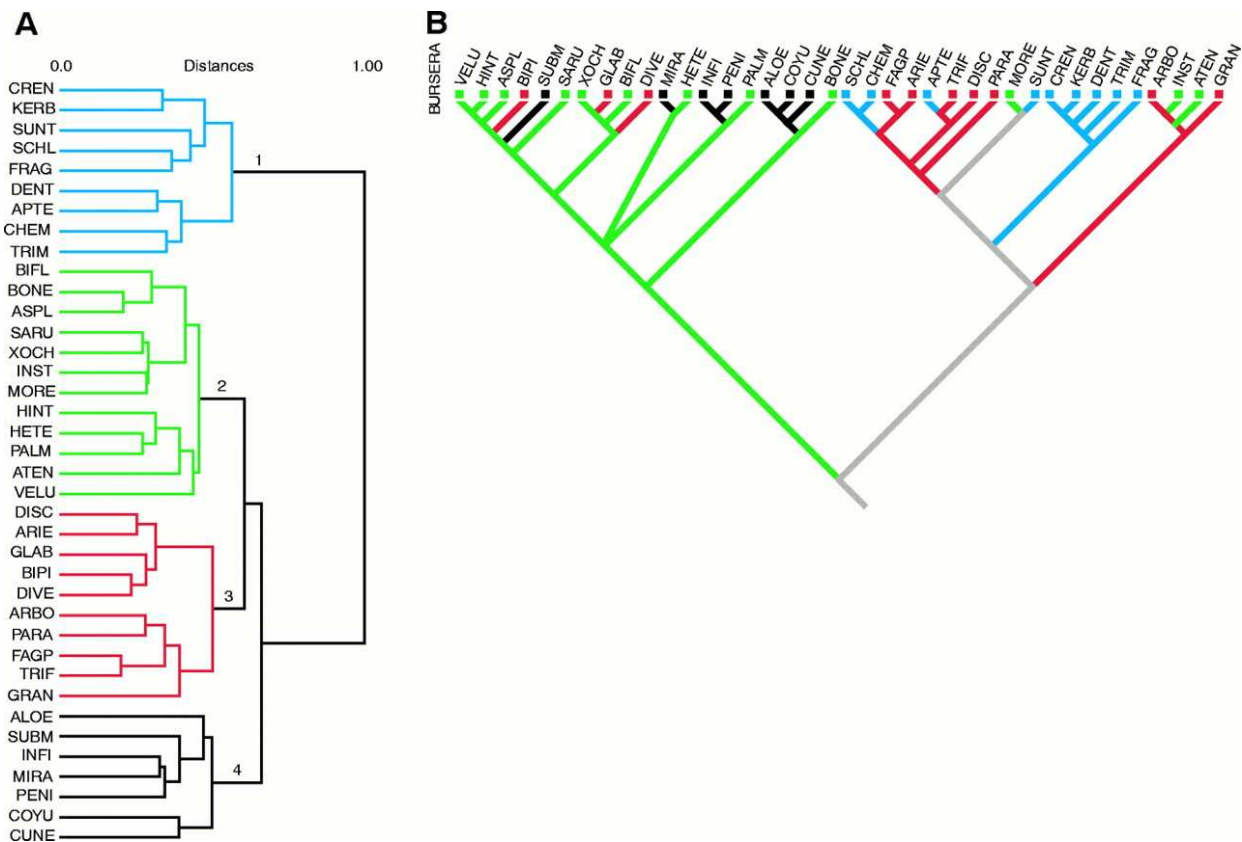 A
0.0 Distances 1.00
CREN
KERB
SUNT
SCHL
FRAG
DENT
APTE
CHEM
TRIM
BIFL
BONE
ASPL
SARU
XOCH
INST
MORE
HINT
HETE
PALM
ATEN
VELU
DISC
ARIE
GLAB
BIPI
DIVE
ARBO
PARA
FAGP
TRIF
GRAN
ALOE
SUBM
INFI
MIRA
PENI
COYU
CUNE
1
2
3
4
B
BURSERA
VELU
HINT
ASPL
BIPI
SUBM
SARU
XOCH
GLAB
BIFL
DIVE
MIRA
HETE
INFI
PENI
PALM
ALOE
COYU
CUNE
BONE
SCHL
CHEM
FAGP
ARIE
APTE
TRIF
DISC
PARA
MORE
SUNT
CREN
KERB
DENT
TRIM
FRAG
ARBO
INST
ATEN
GRAN